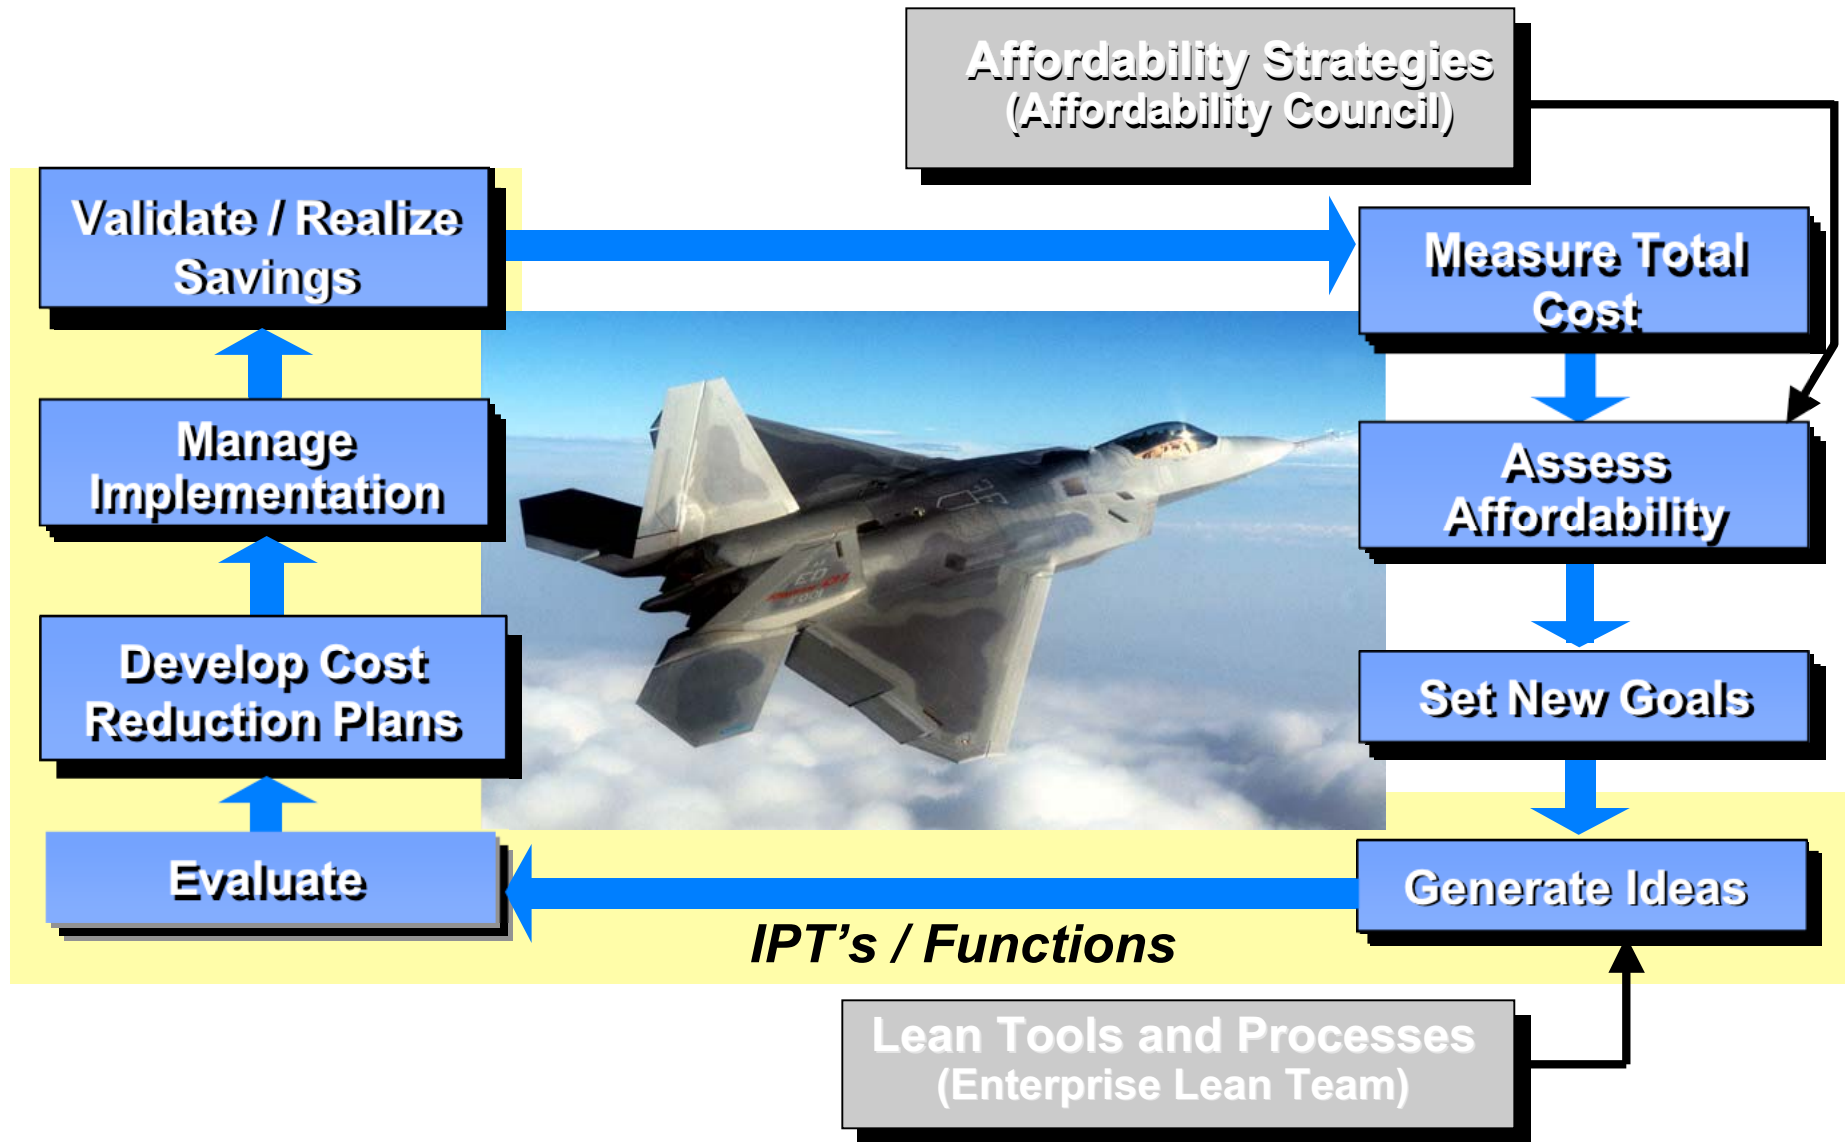 Affordability Strategies
(Affordability Council)
Validate / Realize
Savings
Measure Total
Cost
Manage
Implementation
Assess
Affordability
Develop Cost
Reduction Plans
Set New Goals
Evaluate
Generate Ideas
IPT's / Functions
Lean Tools and Processes
(Enterprise Lean Team)
ED